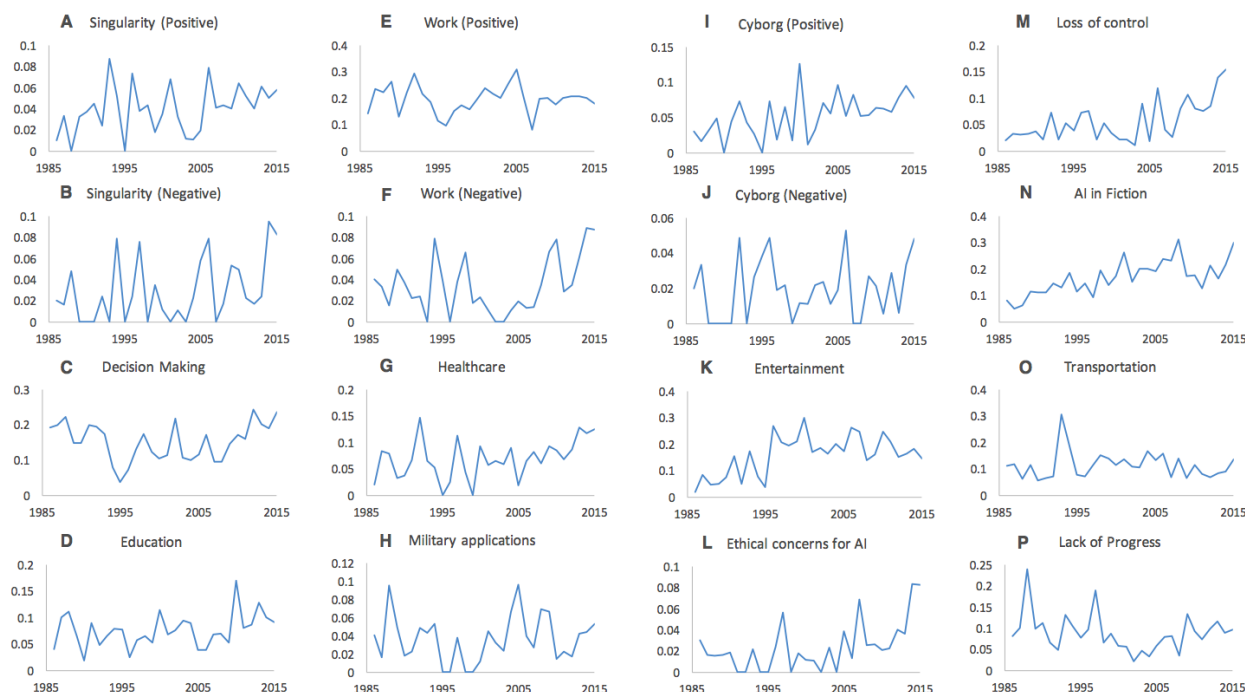 A Singularity (Positive)
0.1
0.08
0.06
0.04
0.02
0
1985 1995 2005 2015
E Work (Positive)
0.4
0.3
0.2
0.1
0
1985 1995 2005 2015
I Cyborg (Positive)
0.15
0.1
0.05
0
1985 1995 2005 2015
M Loss of control
0.2
0.15
0.1
0.05
0
1985 1995 2005 2015
B Singularity (Negative)
0.1
0.08
0.06
0.04
0.02
0
1985 1995 2005 2015
F Work (Negative)
0.1
0.08
0.06
0.04
0.02
0
1985 1995 2005 2015
J Cyborg (Negative)
0.06
0.04
0.02
0
1985 1995 2005 2015
N AI in Fiction
0.4
0.3
0.2
0.1
0
1985 1995 2005 2015
C Decision Making
0.3
0.2
0.1
0
1985 1995 2005 2015
G Healthcare
0.2
0.15
0.1
0.05
0
1985 1995 2005 2015
K Entertainment
0.4
0.3
0.2
0.1
0
1985 1995 2005 2015
O Transportation
0.4
0.3
0.2
0.1
0
1985 1995 2005 2015
D Education
0.2
0.15
0.1
0.05
0
1985 1995 2005 2015
H Military applications
0.12
0.1
0.08
0.06
0.04
0.02
0
1985 1995 2005 2015
L Ethical concerns for AI
0.1
0.08
0.06
0.04
0.02
0
1985 1995 2005 2015
P Lack of Progress
0.25
0.2
0.15
0.1
0.05
0
1985 1995 2005 2015